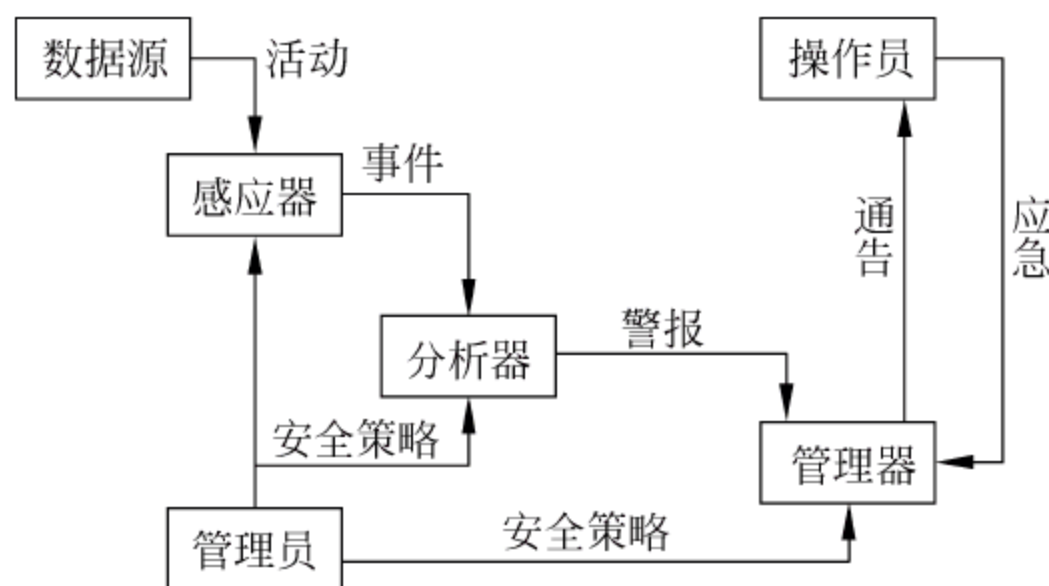 数据源
活动
操作员
感应器
事件
通告
应急
分析器
警报
安全策略
管理器
管理员
安全策略